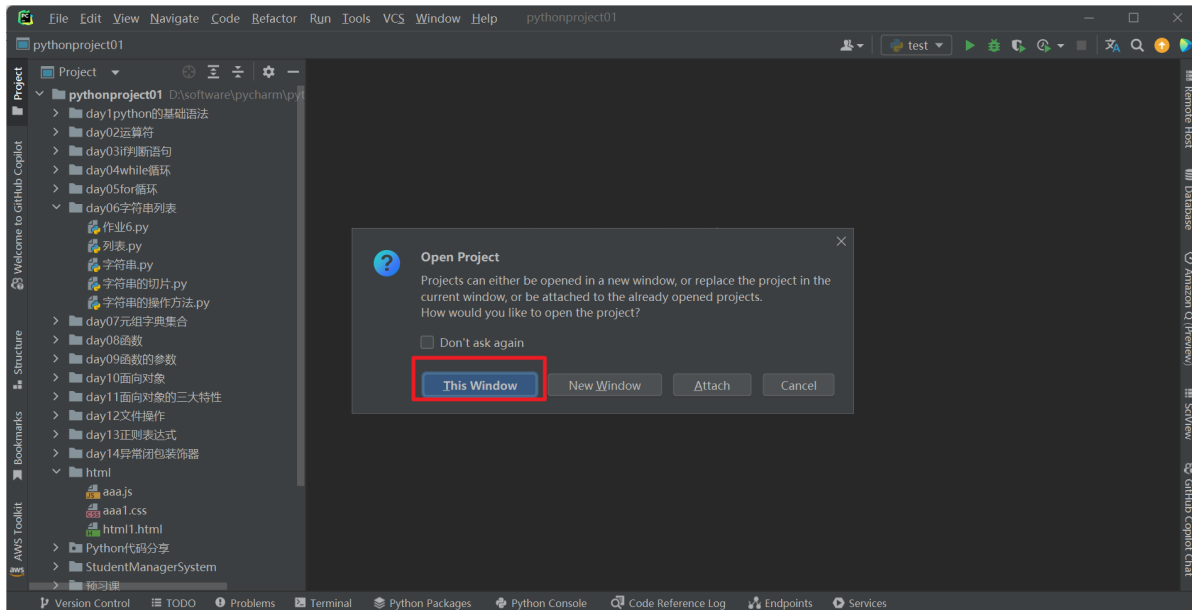 File Edit View Navigate Code Refactor Run Tools VCS Window Help pythonproject01
pythonproject01
test
Project
pythonproject01 D:\software\pycharm\pyt
day1python的基础语法
day02运算符
day03if判断语句
day04while循环
day05for循环
day06字符串列表
作业6.py
列表.py
字符串.py
字符串的切片.py
字符串的操作方法.py
day07元组字典集合
day08函数
day09函数的参数
day10面向对象
day11面向对象的三大特性
day12文件操作
day13正则表达式
day14异常闭包装饰器
html
aaa.js
aaa1.css
html1.html
Python代码分享
StudentManagerSystem
预习课
Project
Welcome to GitHub Copilot
Structure
Bookmarks
AWS Toolkit
aws
Open Project
Projects can either be opened in a new window, or replace the project in the
current window, or be attached to the already opened projects.
How would you like to open the project?
Don't ask again
This Window New Window Attach Cancel
Remote Host
Database
Amazon Q (Preview)
SciView
GitHub Copilot Chat
Version Control TODO Problems Terminal Python Packages Python Console Code Reference Log Endpoints Services